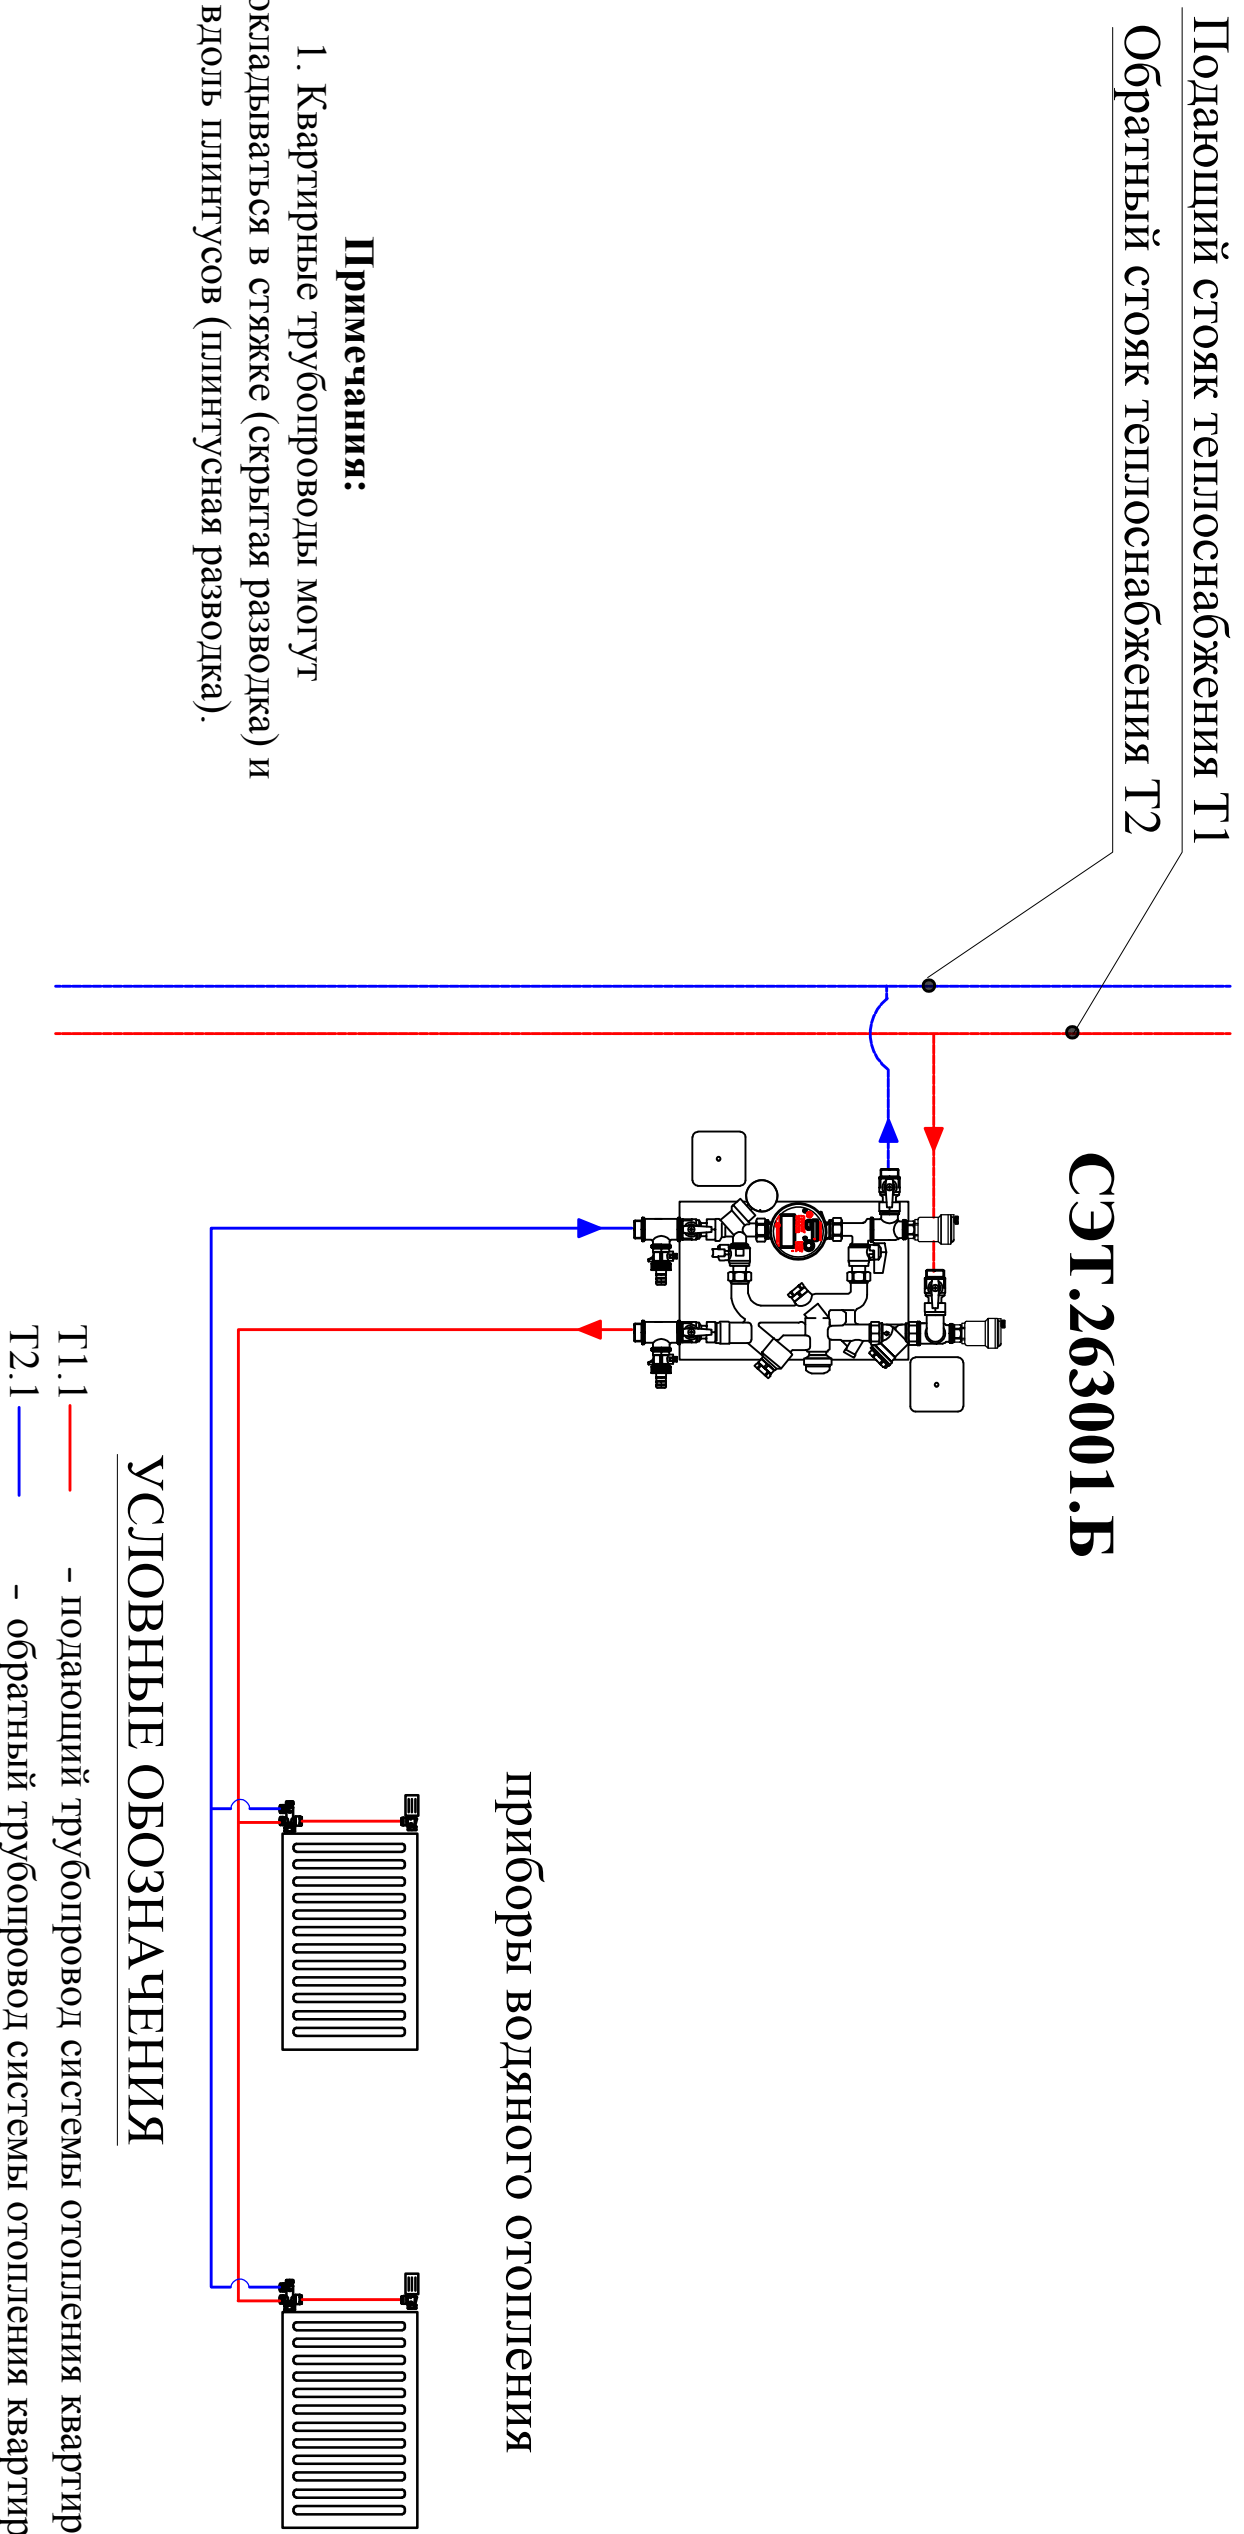 Подающий стояк теплоснабжения Т1
Обратный стояк теплоснабжения Т2
СЭТ.263001.Б
приборы водяного отопления
Примечания:
1. Квартирные трубопроводы могут
окладываться в стяжке (скрытая разводка) и
вдоль плинтусов (плинтусная разводка).
УСЛОВНЫЕ ОБОЗНАЧЕНИЯ
Т1.1 - подающий трубопровод системы отопления квартир
Т2.1 - обратный трубопровод системы отопления квартир